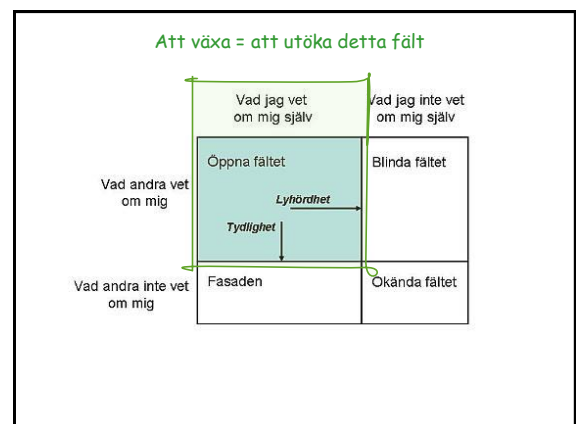 Att växa = att utöka detta fält
Vad jag vet
om mig själv
Vad jag inte vet
om mig själv
Vad andra vet
om mig
Öppna fältet
Blinda fältet
Lyhördhet
Tydlighet
Vad andra inte vet
om mig
Fasaden
Okända fältet